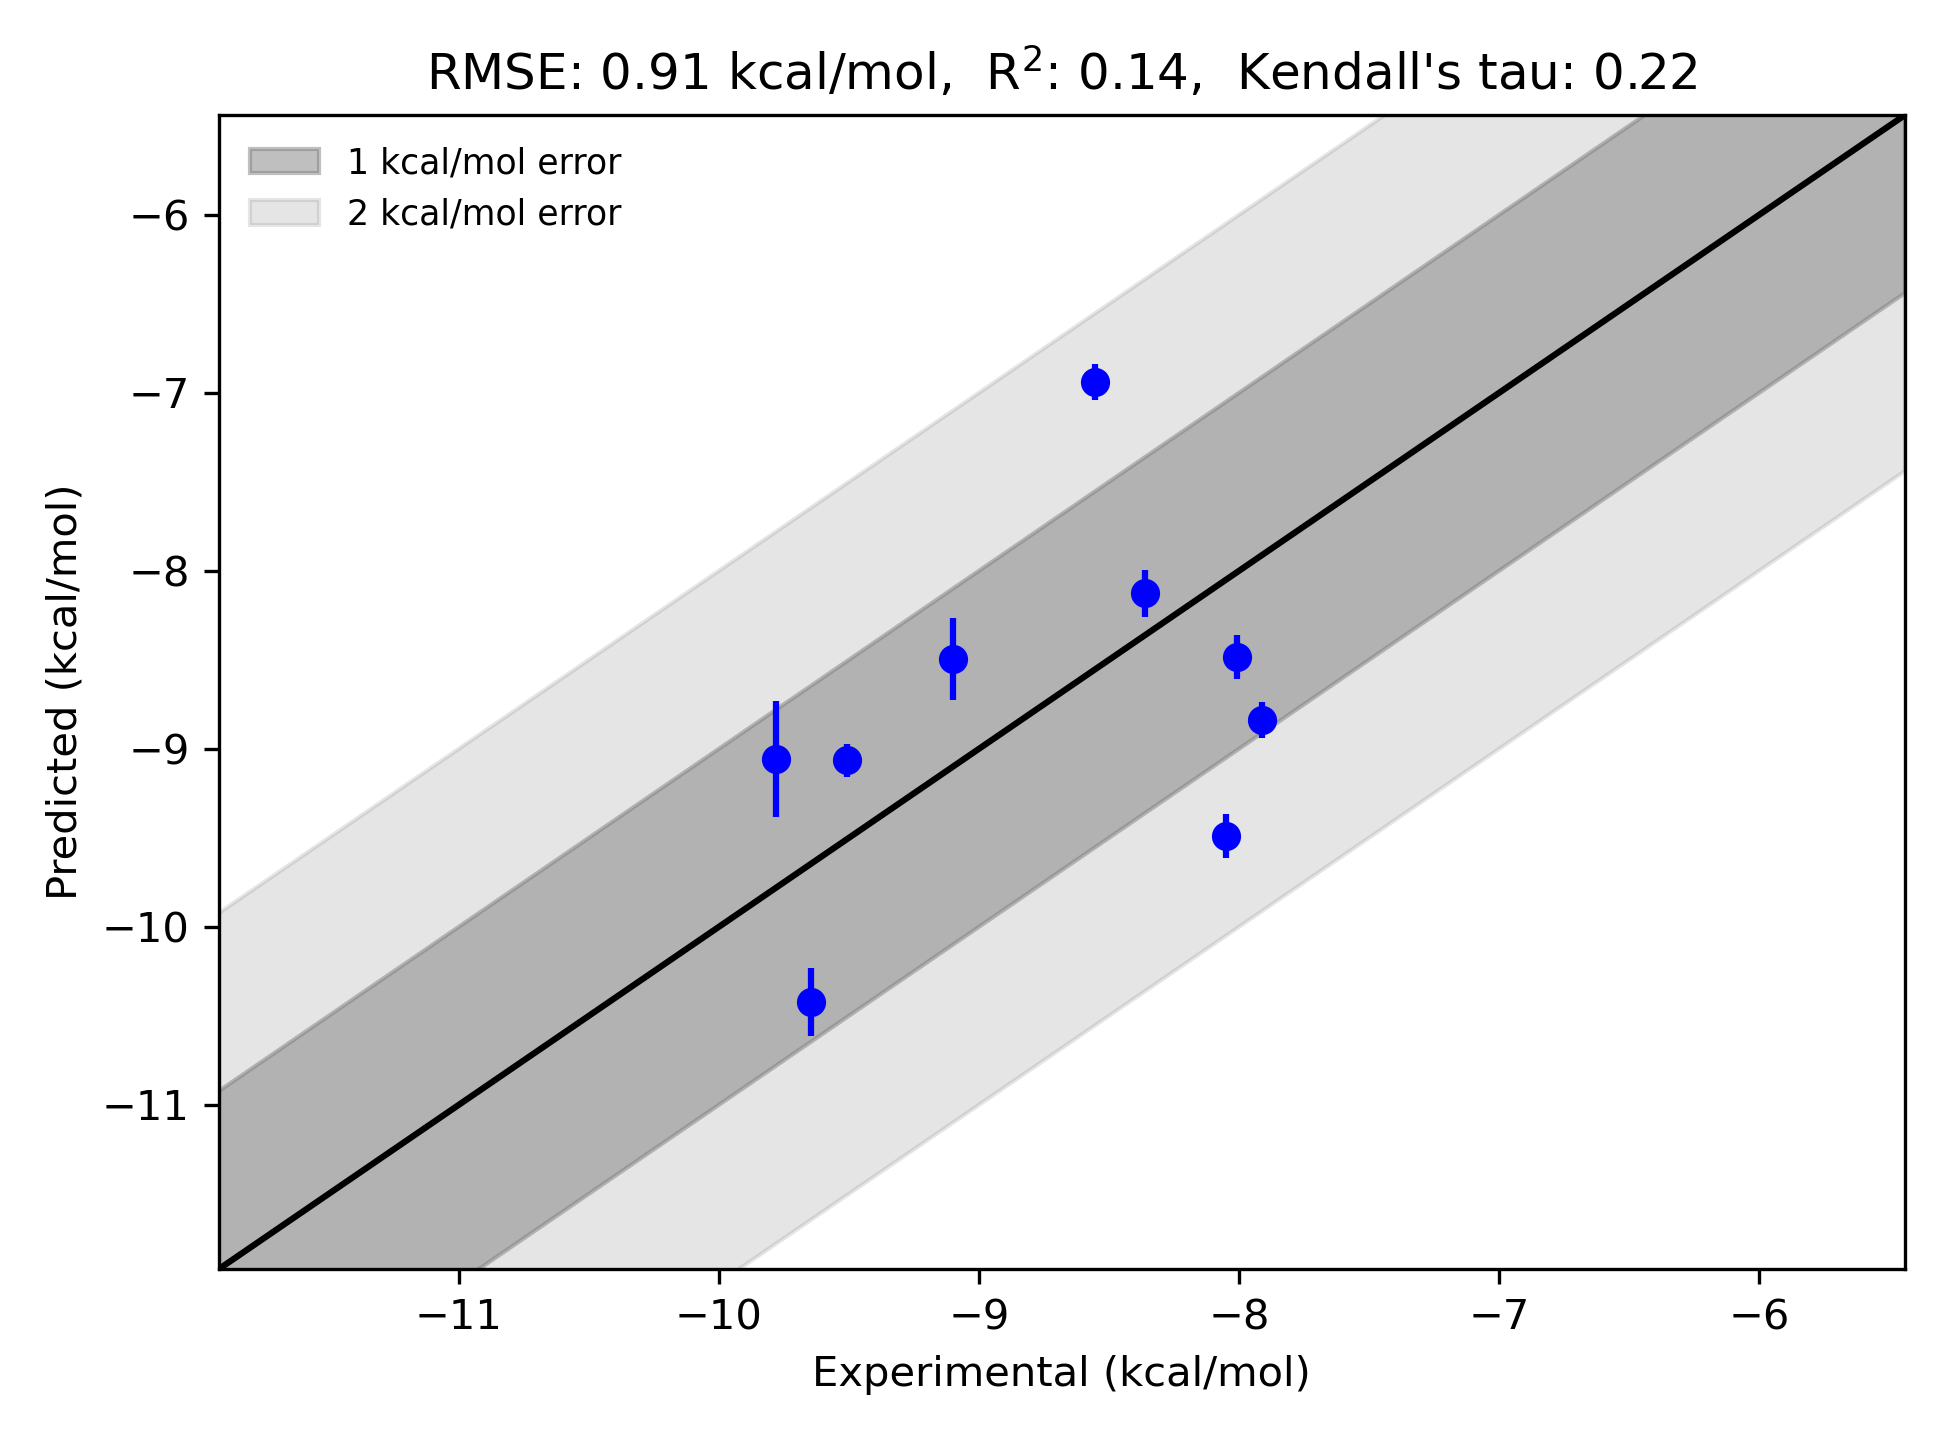 RMSE: 0.91 kcal/mol, R²: 0.14, Kendall's tau: 0.22
1 kcal/mol error
2 kcal/mol error
−6
−7
−8
−9
−10
−11
Predicted (kcal/mol)
−11
−10
−9
−8
−7
−6
Experimental (kcal/mol)